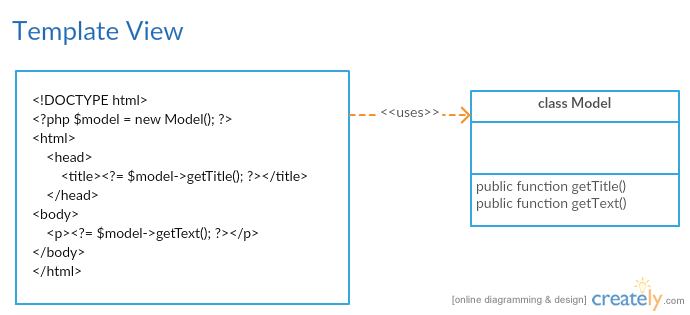 Template View
<!DOCTYPE html>
<?php $model = new Model(); ?>
<html>
<head>
<title><?= $model->getTitle(); ?></title>
</head>
<body>
<p><?= $model->getText(); ?></p>
</body>
</html>
<<uses>>
class Model
public function getTitle()
public function getText()
[online diagramming & design] creately.com